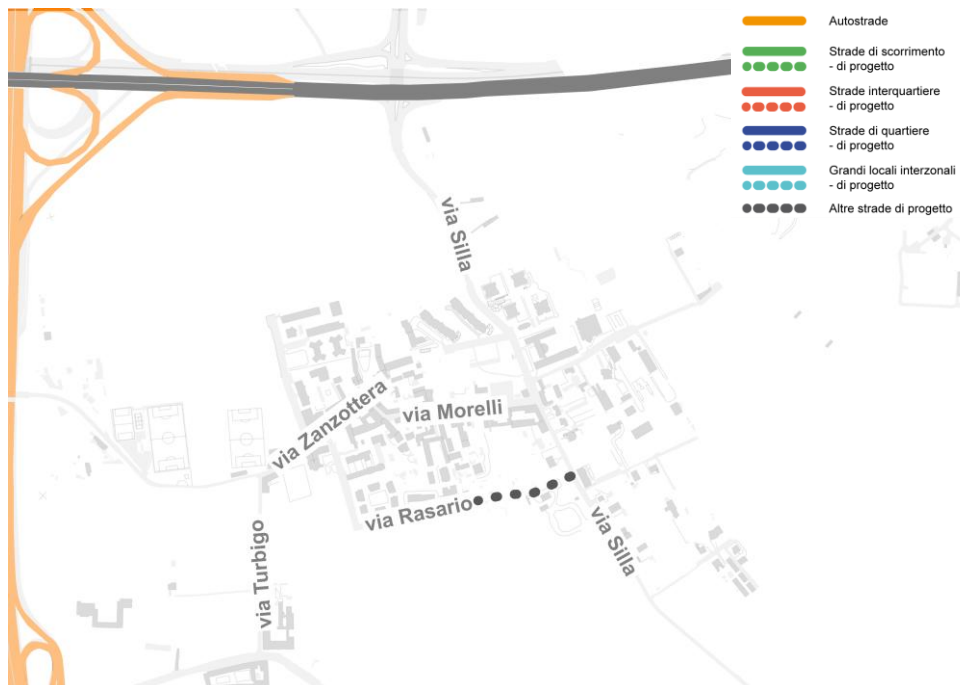 Autostrade
Strade di scorrimento
- di progetto
Strade interquartiere
- di progetto
Strade di quartiere
- di progetto
Grandi locali interzonali
- di progetto
Altre strade di progetto
via Silla
via Zanzottera
via Morelli
via Rasario
via Turbigo
via Silla